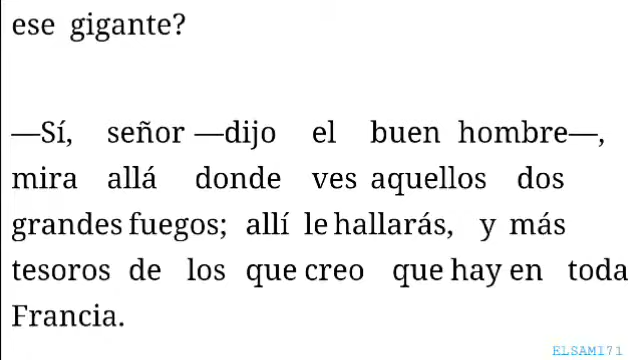 ese gigante?
—Sí, señor —dijo el buen hombre—,
mira allá donde ves aquellos dos
grandes fuegos; allí le hallarás, y más
tesoros de los que creo que hay en toda
Francia.
ELSAMI71